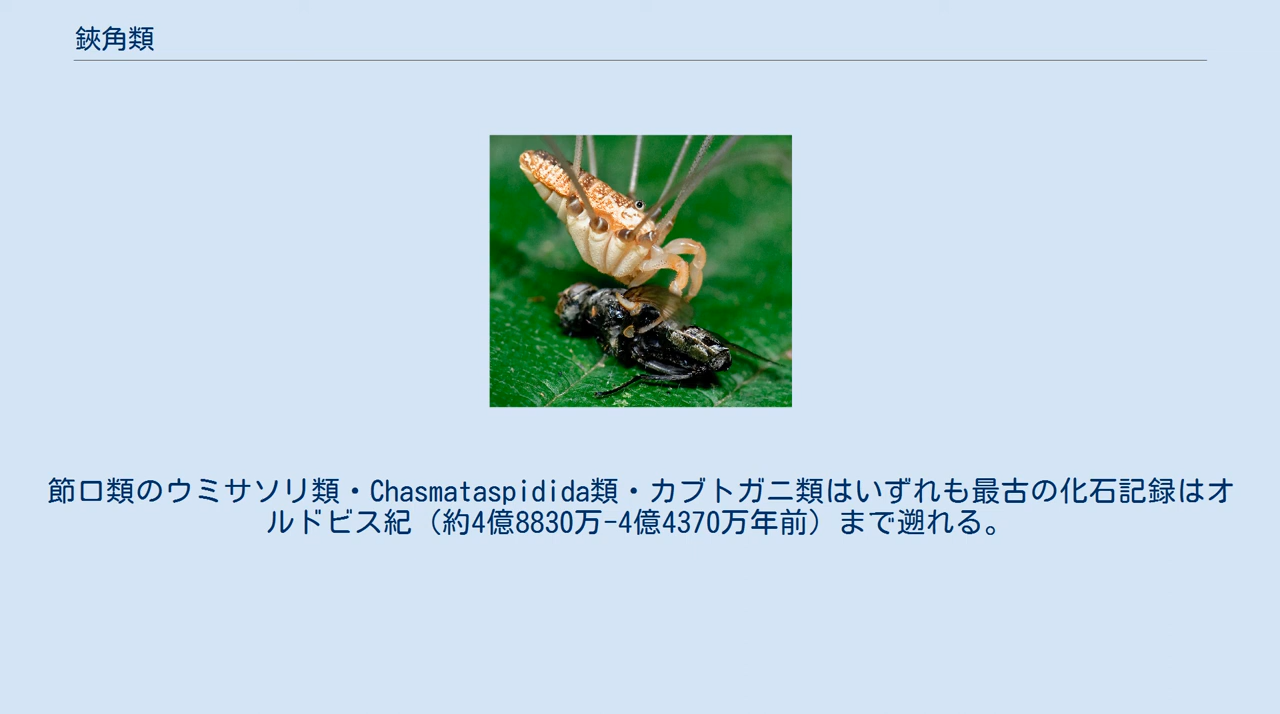 鋏角類
節口類のウミサソリ類・Chasmataspidida類・カブトガニ類はいずれも最古の化石記録はオ
ルドビス紀（約4億8830万-4億4370万年前）まで遡れる。